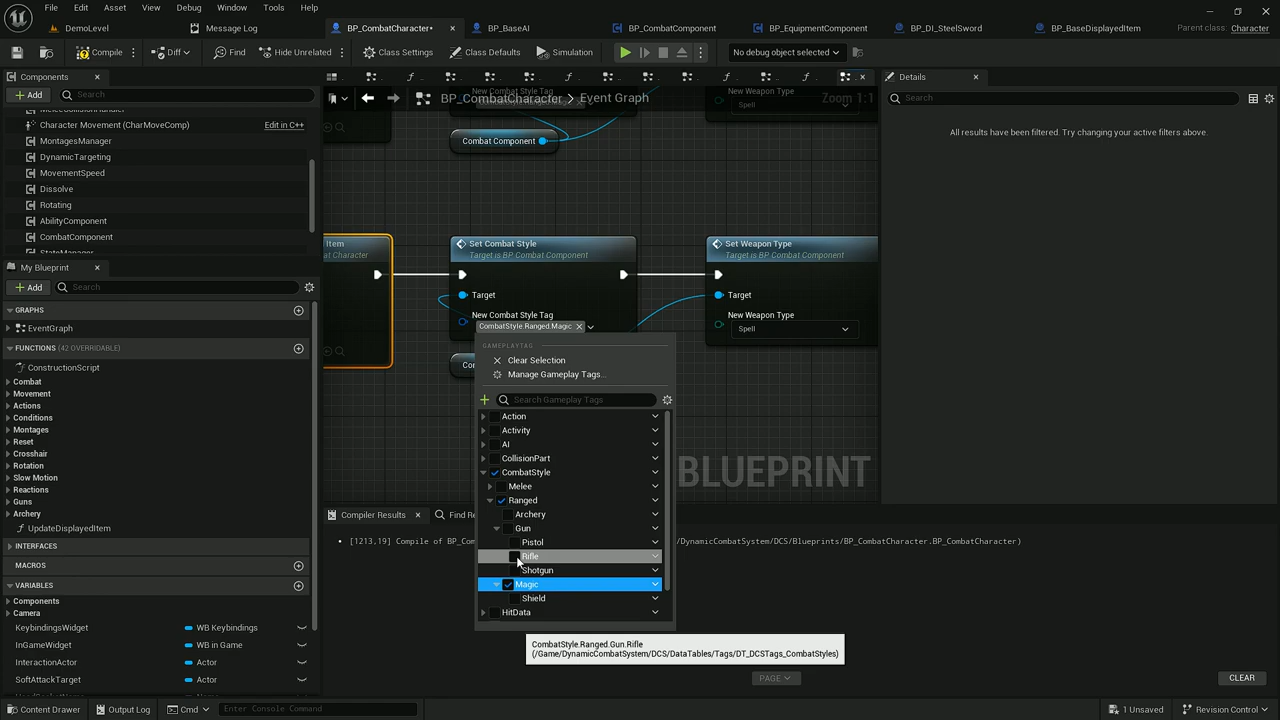 File Edit Asset View Debug Window Tools Help
DemoLevel Message Log BP_CombatCharacter• BP_BaseAI BP_CombatComponent BP_EquipmentComponent BP_DI_SteelSword BP_BaseDisplayedItem Parent class: Character
Compile Diff Find Hide Unrelated Class Settings Class Defaults Simulation No debug object selected
Components
Details
Add Search
Search
BP_CombatCharacter > Event Graph Zoom 1:1
New Combat Style Tag
New Weapon Type
Spell
Character Movement (CharMoveComp) Edit in C++
MontagesManager
DynamicTargeting
MovementSpeed
Dissolve
Rotating
AbilityComponent
CombatComponent
All results have been filtered. Try changing your active filters above.
Combat Component
Item
Set Combat Style
Target is BP Combat Component
Target
New Combat Style Tag
CombatStyle.Ranged.Magic
Set Weapon Type
Target is BP Combat Component
Target
New Weapon Type
Spell
GAMEPLAYTAG
Clear Selection
Manage Gameplay Tags...
Search Gameplay Tags
Action
Activity
AI
CollisionPart
CombatStyle
Melee
Ranged
Archery
Gun
Pistol
Rifle
Shotgun
Magic
Shield
HitData
CombatStyle.Ranged.Gun.Rifle
(/Game/DynamicCombatSystem/DCS/DataTables/Tags/DT_DCSTags_CombatStyles)
BLUEPRINT
My Blueprint
Add Search
GRAPHS
EventGraph
FUNCTIONS (42 OVERRIDABLE)
ConstructionScript
Combat
Movement
Actions
Conditions
Montages
Reset
Crosshair
Rotation
Slow Motion
Reactions
Guns
Archery
UpdateDisplayedItem
INTERFACES
MACROS
VARIABLES
Components
Camera
KeybindingsWidget WB Keybindings
InGameWidget WB in Game
InteractionActor Actor
SoftAttackTarget Actor
Compiler Results
[1213,19] Compile of /DynamicCombatSystem/DCS/Blueprints/BP_CombatCharacter.BP_CombatCharacter)
PAGE
CLEAR
Content Drawer Output Log Cmd Enter Console Command 1 Unsaved Revision Control